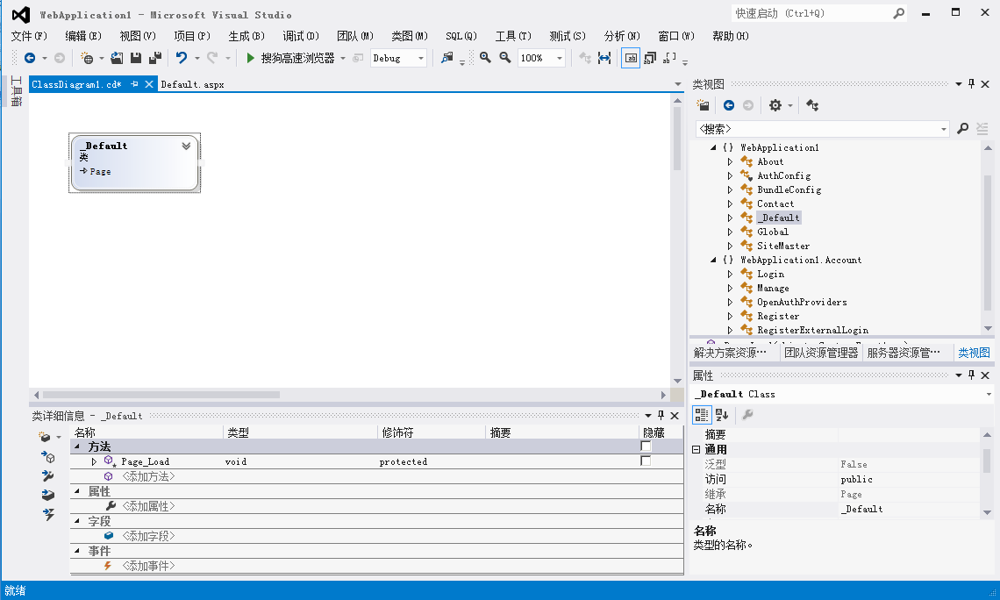 WebApplication1 - Microsoft Visual Studio
快速启动 (Ctrl+Q)
文件(F) 编辑(E) 视图(V) 项目(P) 生成(B) 调试(D) 团队(M) 类图(M) SQL(Q) 工具(T) 测试(S) 分析(N) 窗口(W) 帮助(H)
搜狗高速浏览器 Debug 100%
工具箱
ClassDiagram1.cd* Default.aspx
_Default
类
Page
类视图
<搜索>
{} WebApplication1
About
AuthConfig
BundleConfig
Contact
_Default
Global
SiteMaster
{} WebApplication1.Account
Login
Manage
OpenAuthProviders
Register
RegisterExternalLogin
解决方案资源… 团队资源管理器 服务器资源管… 类视图
类详细信息 - _Default
名称 类型 修饰符 摘要 隐藏
方法
Page_Load void protected
<添加方法>
属性
<添加属性>
字段
<添加字段>
事件
<添加事件>
属性
_Default Class
摘要
通用
泛型 False
访问 public
继承 Page
名称 _Default
名称
类型的名称。
就绪